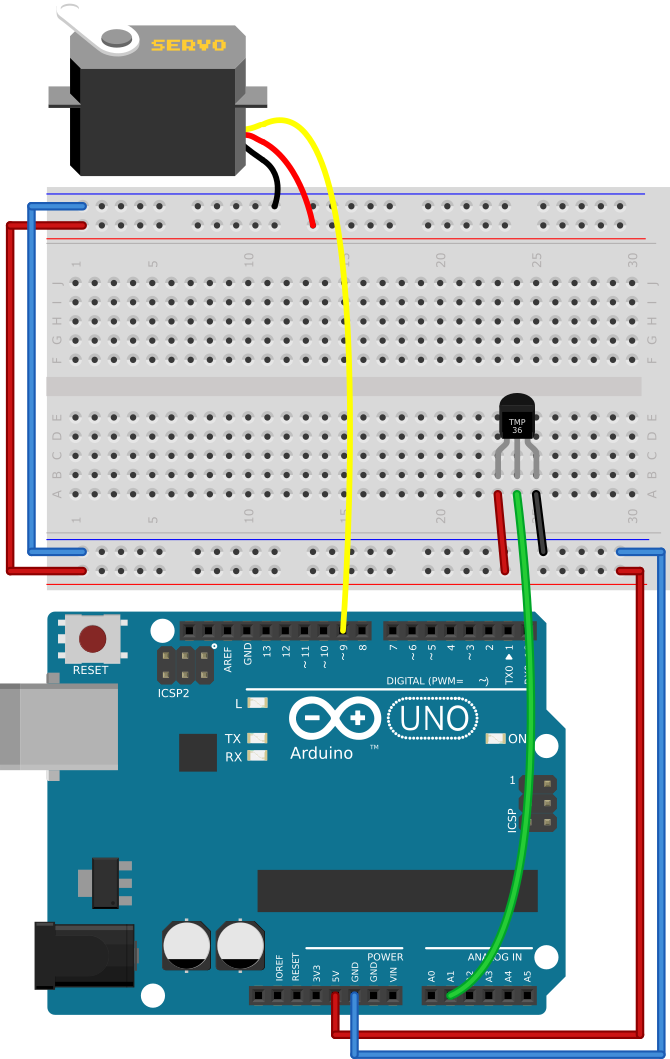 SERVO
1 5 10 15 20 25 30
J J
I I
H H
G G
F F
E E
D D
C C
B B
A A
TMP
36
1 5 10 15 20 25 30
RESET
ICSP2
AREF
GND
13
12
~11
~10
~9
8
7
~6
~5
4
~3
2
TX0 ▶ 1
DIGITAL (PWM= ~)
L
TX
RX
Arduino
TM
UNO
ON
1
ICSP
POWER
ANALOG IN
IOREF
RESET
3V3
5V
GND
GND
VIN
A0
A1
A3
A4
A5